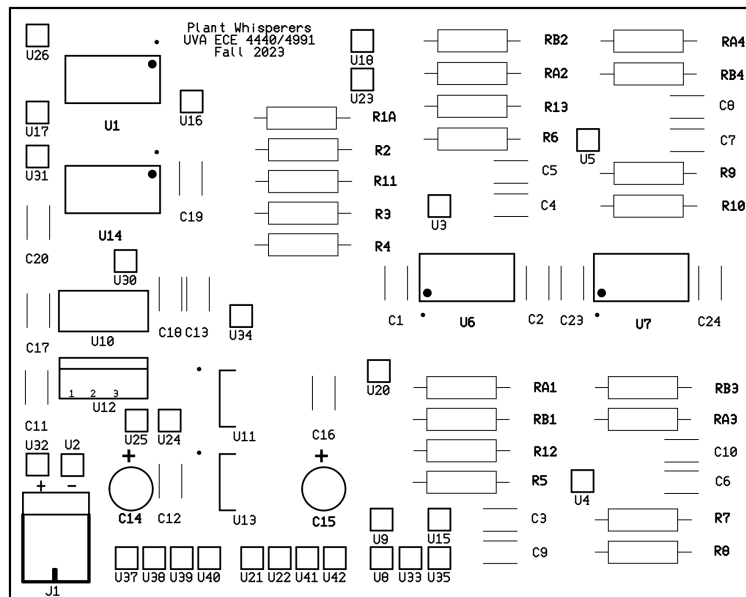 Plant Whisperers
UVA ECE 4440/4991
Fall 2023
U26
U18
RB2
RA4
U23
RA2
RB4
U1
U16
U17
R1A
R13
C8
R2
R6
U5
C7
U31
R11
C5
R9
C19
R3
U3
C4
R10
U14
C20
R4
U30
C17
U10
C18
C13
U34
C1
U6
C2
C23
U7
C24
1 2 3
U12
U20
RA1
RB3
C11
U25
U24
U11
C16
RB1
RA3
U32
U2
R12
C10
+ -
+
+
R5
U4
C6
C14
C12
U13
C15
U9
U15
C3
R7
C9
R8
J1
U37
U38
U39
U40
U21
U22
U41
U42
U8
U33
U35